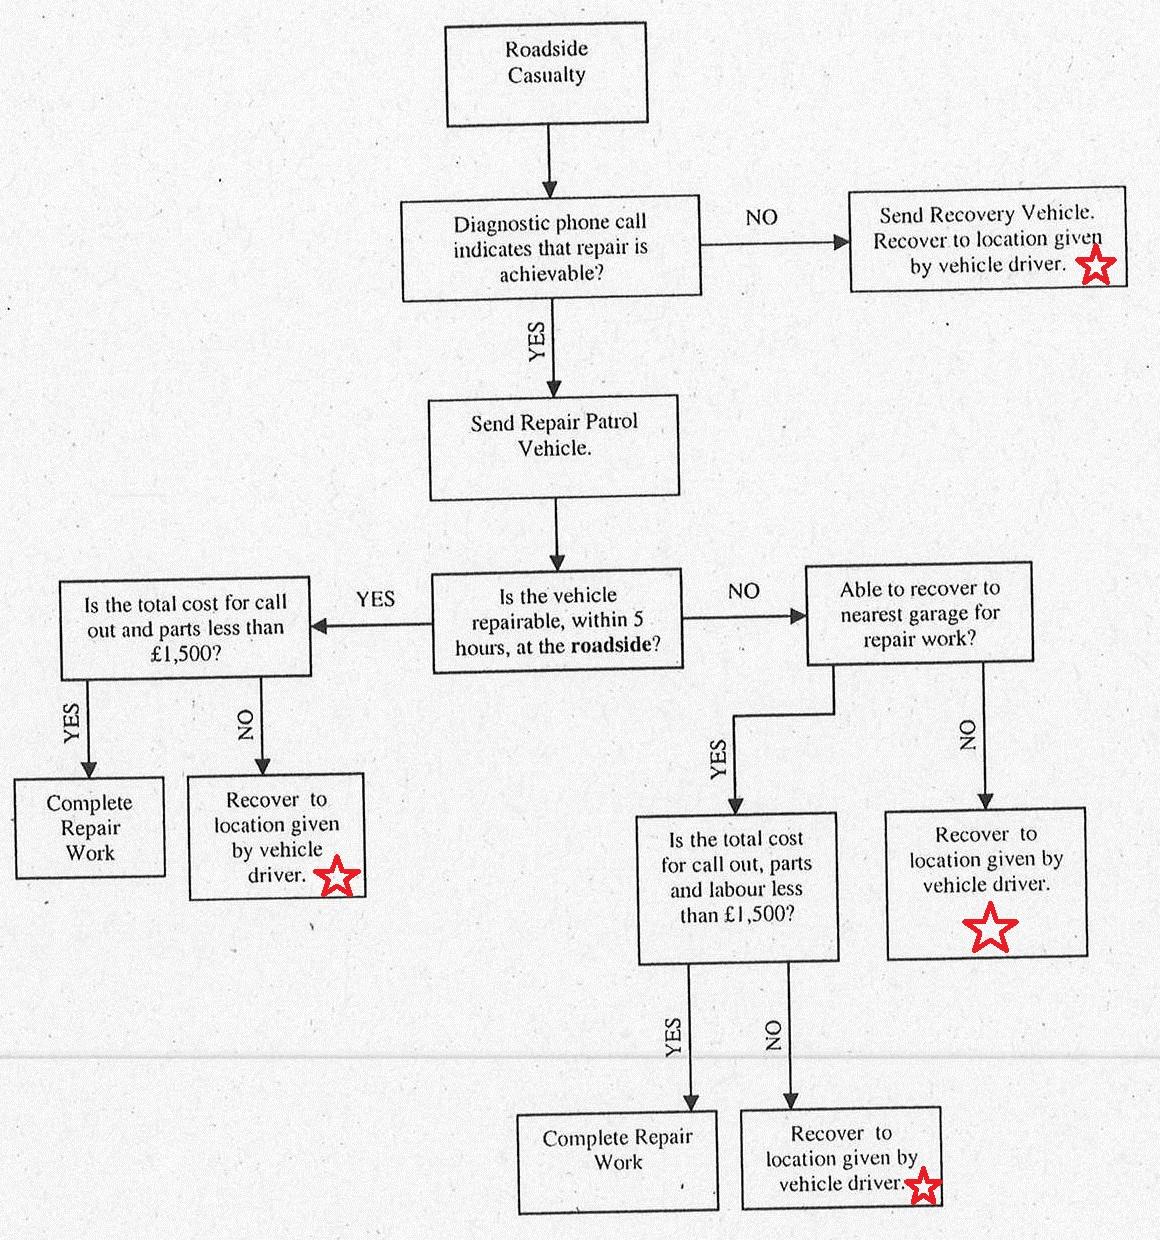 Roadside
Casualty
Diagnostic phone call
indicates that repair is
achievable?
NO
Send Recovery Vehicle.
Recover to location given
by vehicle driver.
YES
Send Repair Patrol
Vehicle.
Is the total cost for call
out and parts less than
£1,500?
YES
Is the vehicle
repairable, within 5
hours, at the roadside?
NO
Able to recover to
nearest garage for
repair work?
YES
NO
YES
NO
Complete
Repair
Work
Recover to
location given
by vehicle
driver.
Is the total cost
for call out, parts
and labour less
than £1,500?
Recover to
location given by
vehicle driver.
YES
NO
Complete Repair
Work
Recover to
location given by
vehicle driver.